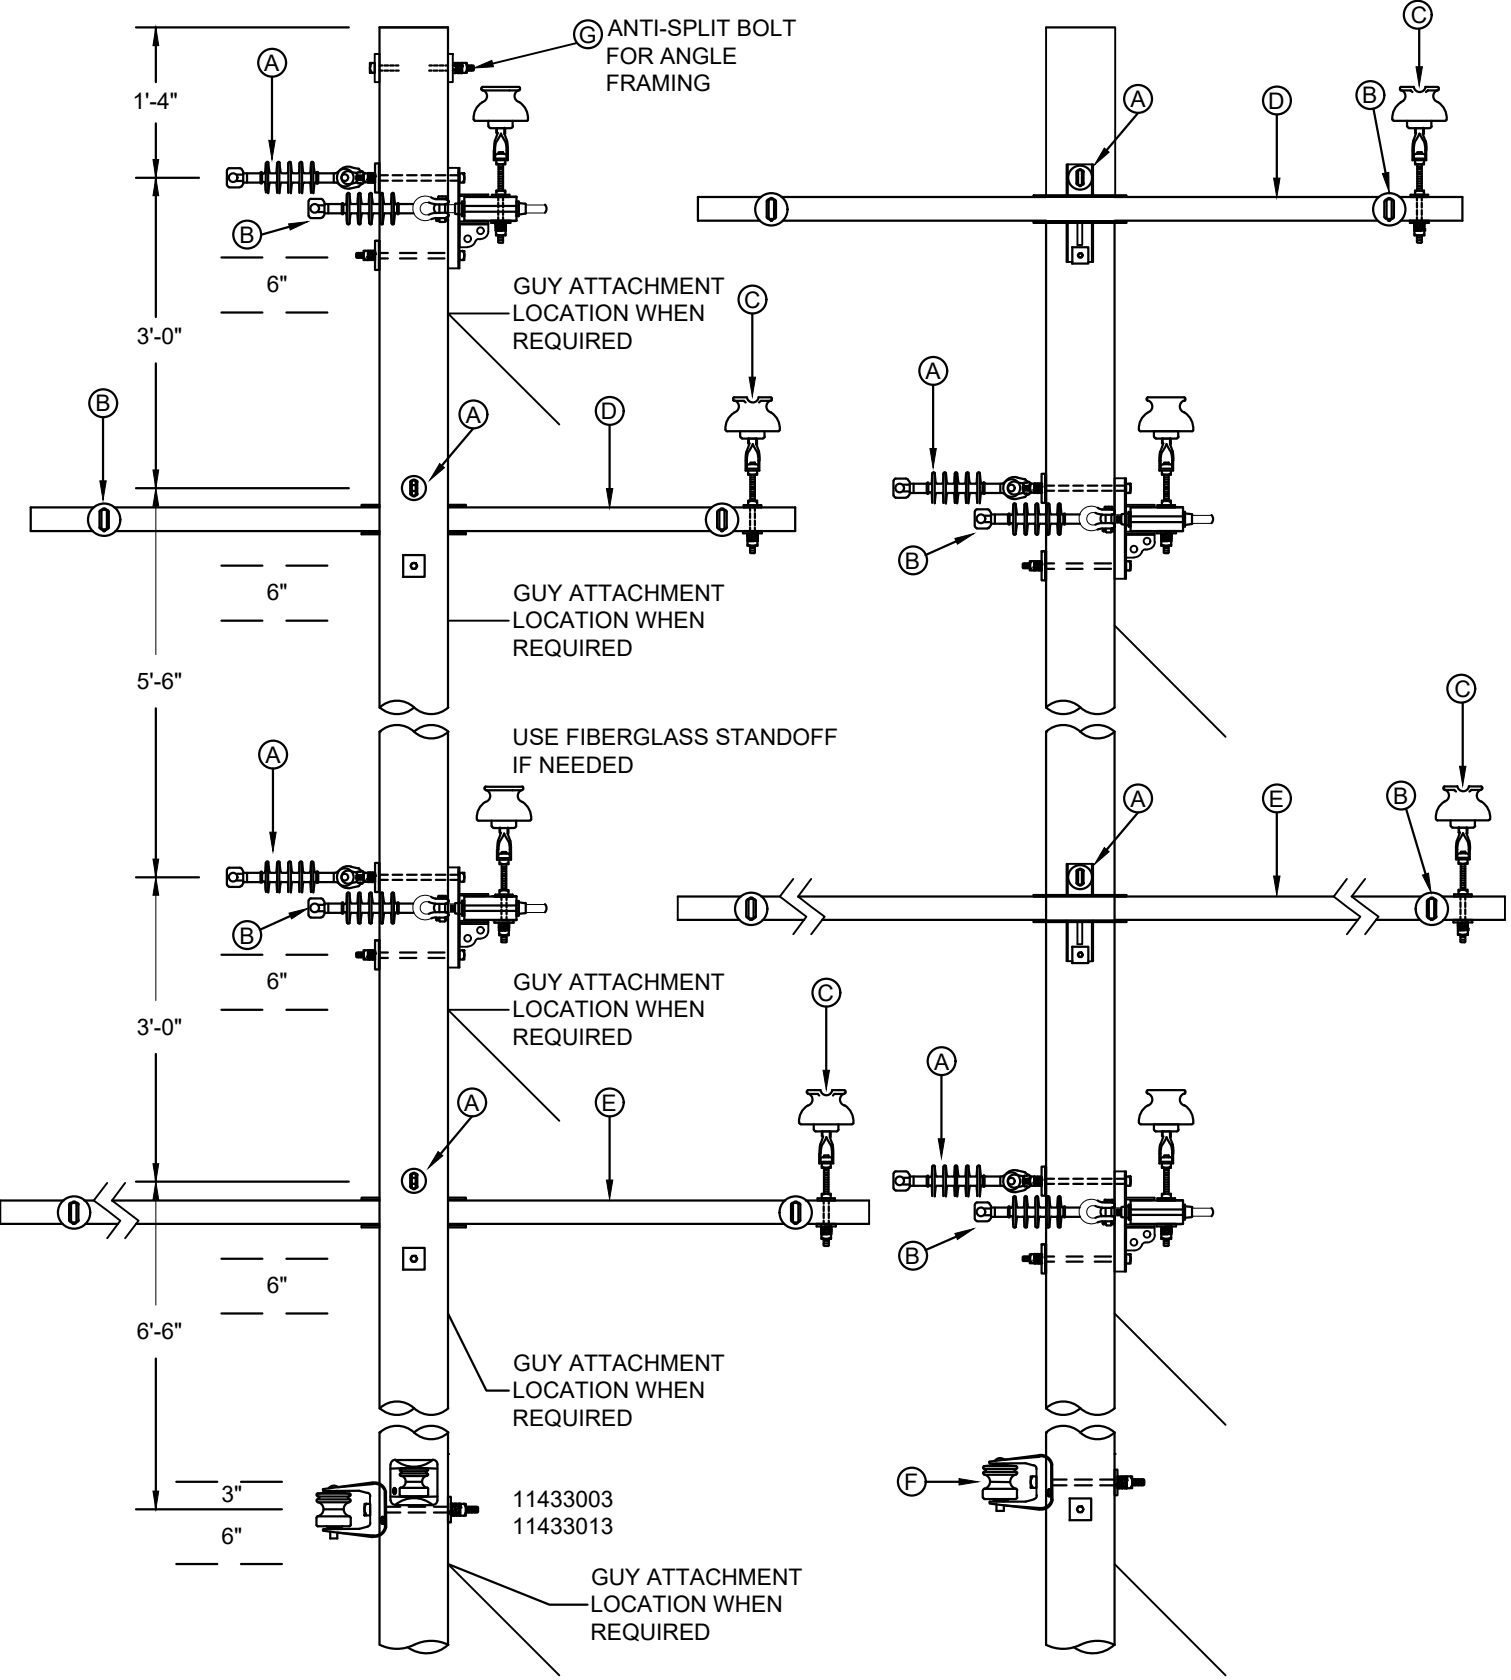 G ANTI-SPLIT BOLT
FOR ANGLE
FRAMING
C
A
1'-4"
A
D
B
B
6"
GUY ATTACHMENT
LOCATION WHEN
REQUIRED
C
3'-0"
A
B
A
D
B
6"
GUY ATTACHMENT
LOCATION WHEN
REQUIRED
5'-6"
C
USE FIBERGLASS STANDOFF
IF NEEDED
A
A
E
B
B
6"
GUY ATTACHMENT
LOCATION WHEN
REQUIRED
C
3'-0"
A
A
E
B
6"
6'-6"
GUY ATTACHMENT
LOCATION WHEN
REQUIRED
F
3"
6"
11433003
11433013
GUY ATTACHMENT
LOCATION WHEN
REQUIRED